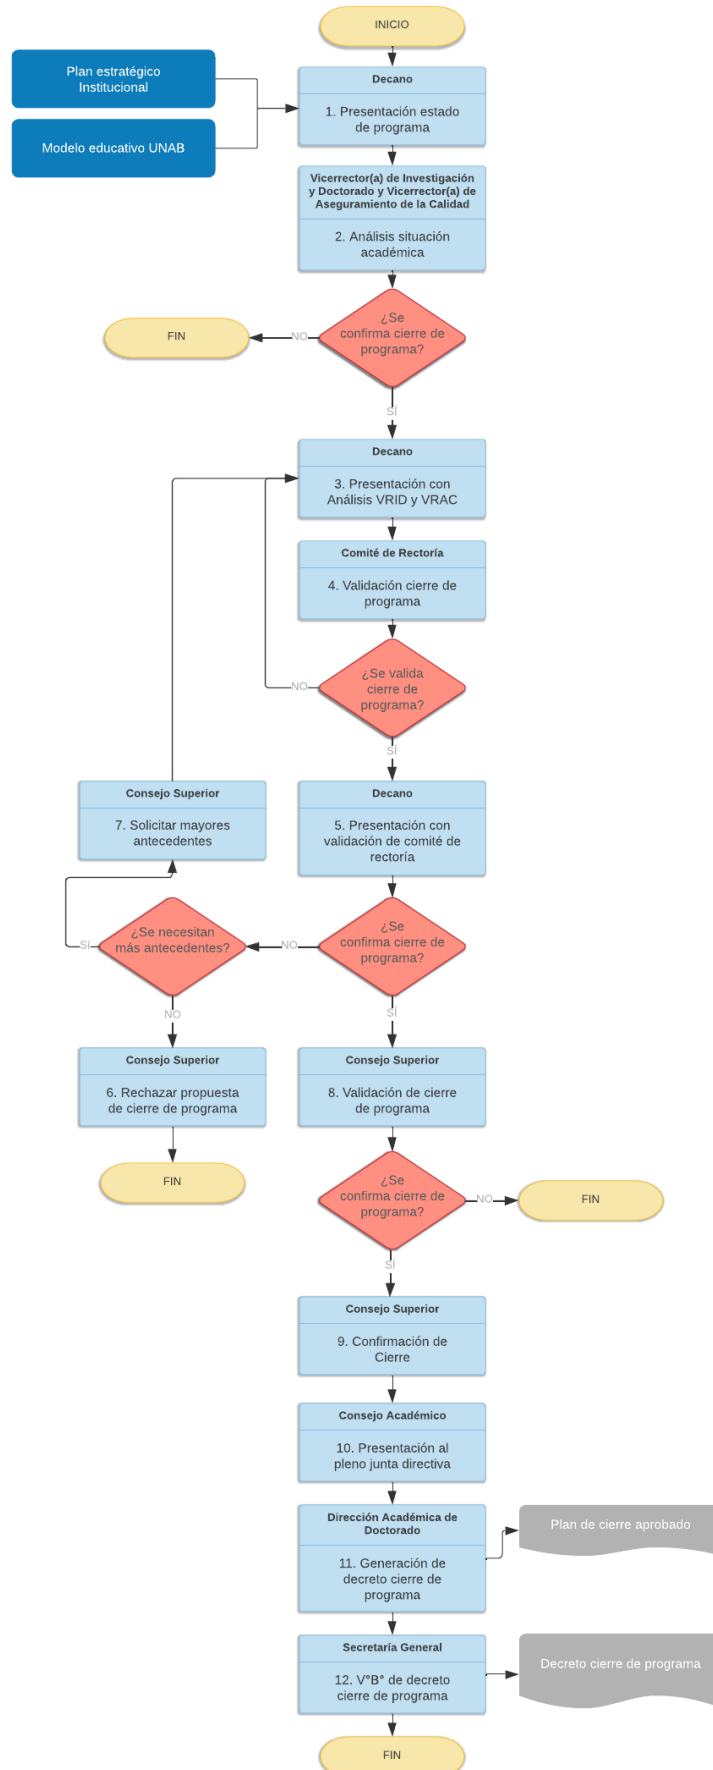 INICIO
Plan estratégico
Institucional
Modelo educativo UNAB
Decano
1. Presentación estado
de programa
Vicerrector(a) de Investigación
y Doctorado y Vicerrector(a) de
Aseguramiento de la Calidad
2. Análisis situación
académica
¿Se
confirma cierre de
programa?
NO
FIN
SÍ
Decano
3. Presentación con
Análisis VRID y VRAC
Comité de Rectoría
4. Validación cierre de
programa
¿Se valida
cierre de
programa?
NO
SÍ
Decano
5. Presentación con
validación de comité de
rectoría
Consejo Superior
7. Solicitar mayores
antecedentes
¿Se
confirma cierre de
programa?
NO
¿Se necesitan
más antecedentes?
SÍ
NO
SÍ
Consejo Superior
6. Rechazar propuesta
de cierre de programa
FIN
Consejo Superior
8. Validación de cierre
de programa
¿Se
confirma cierre de
programa?
NO
FIN
SÍ
Consejo Superior
9. Confirmación de
Cierre
Consejo Académico
10. Presentación al
pleno junta directiva
Dirección Académica de
Doctorado
11. Generación de
decreto cierre de
programa
Plan de cierre aprobado
Secretaría General
12. V°B° de decreto
cierre de programa
Decreto cierre de programa
FIN